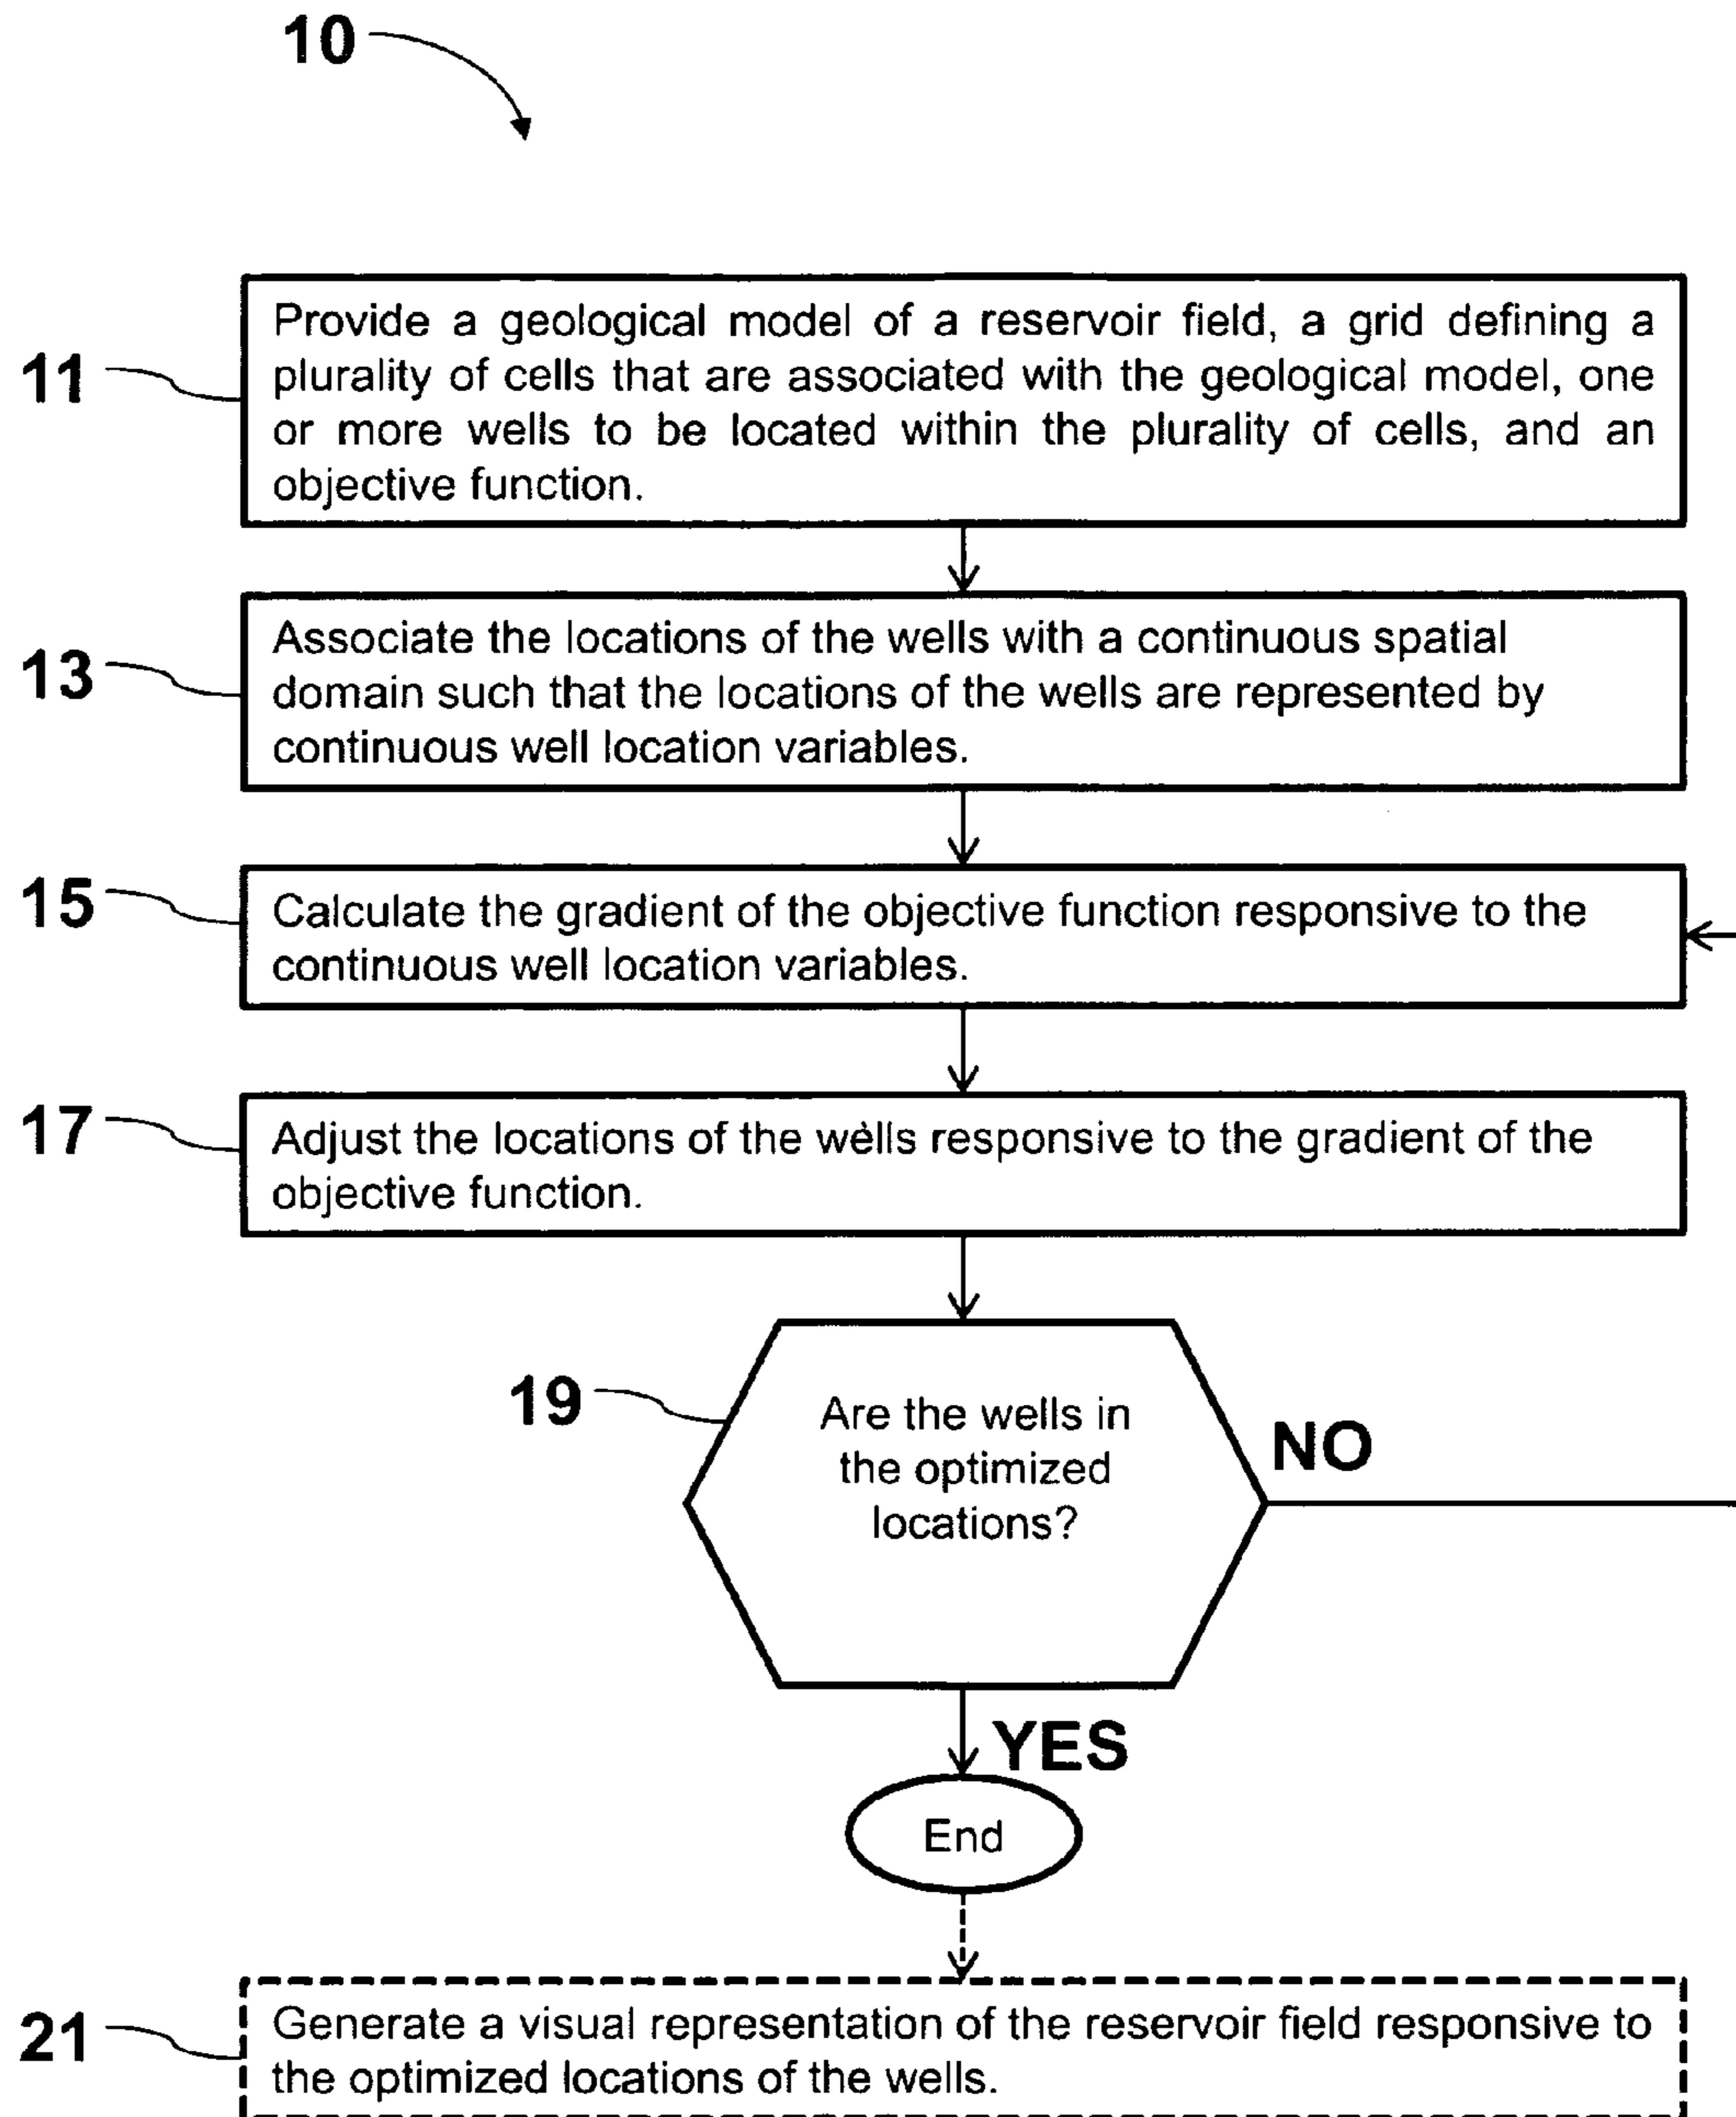 10
11
Provide a geological model of a reservoir field, a grid defining a
plurality of cells that are associated with the geological model, one
or more wells to be located within the plurality of cells, and an
objective function.
13
Associate the locations of the wells with a continuous spatial
domain such that the locations of the wells are represented by
continuous well location variables.
15
Calculate the gradient of the objective function responsive to the
continuous well location variables.
17
Adjust the locations of the wells responsive to the gradient of the
objective function.
19
Are the wells in
the optimized
locations?
NO
YES
End
21
Generate a visual representation of the reservoir field responsive to
the optimized locations of the wells.